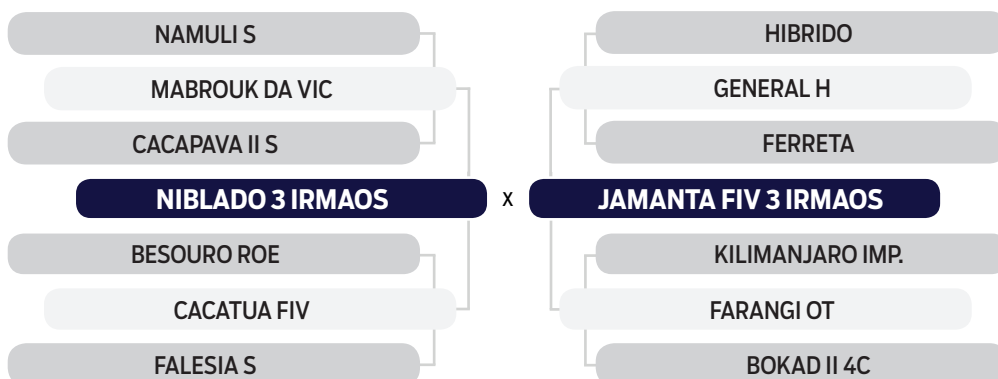 NAMULI S
MABROUK DA VIC
CACAPAVA II S
NIBLADO 3 IRMAOS
BESOURO ROE
CACATUA FIV
FALESIA S
x
HIBRIDO
GENERAL H
FERRETA
JAMANTA FIV 3 IRMAOS
KILIMANJARO IMP.
FARANGI OT
BOKAD II 4C